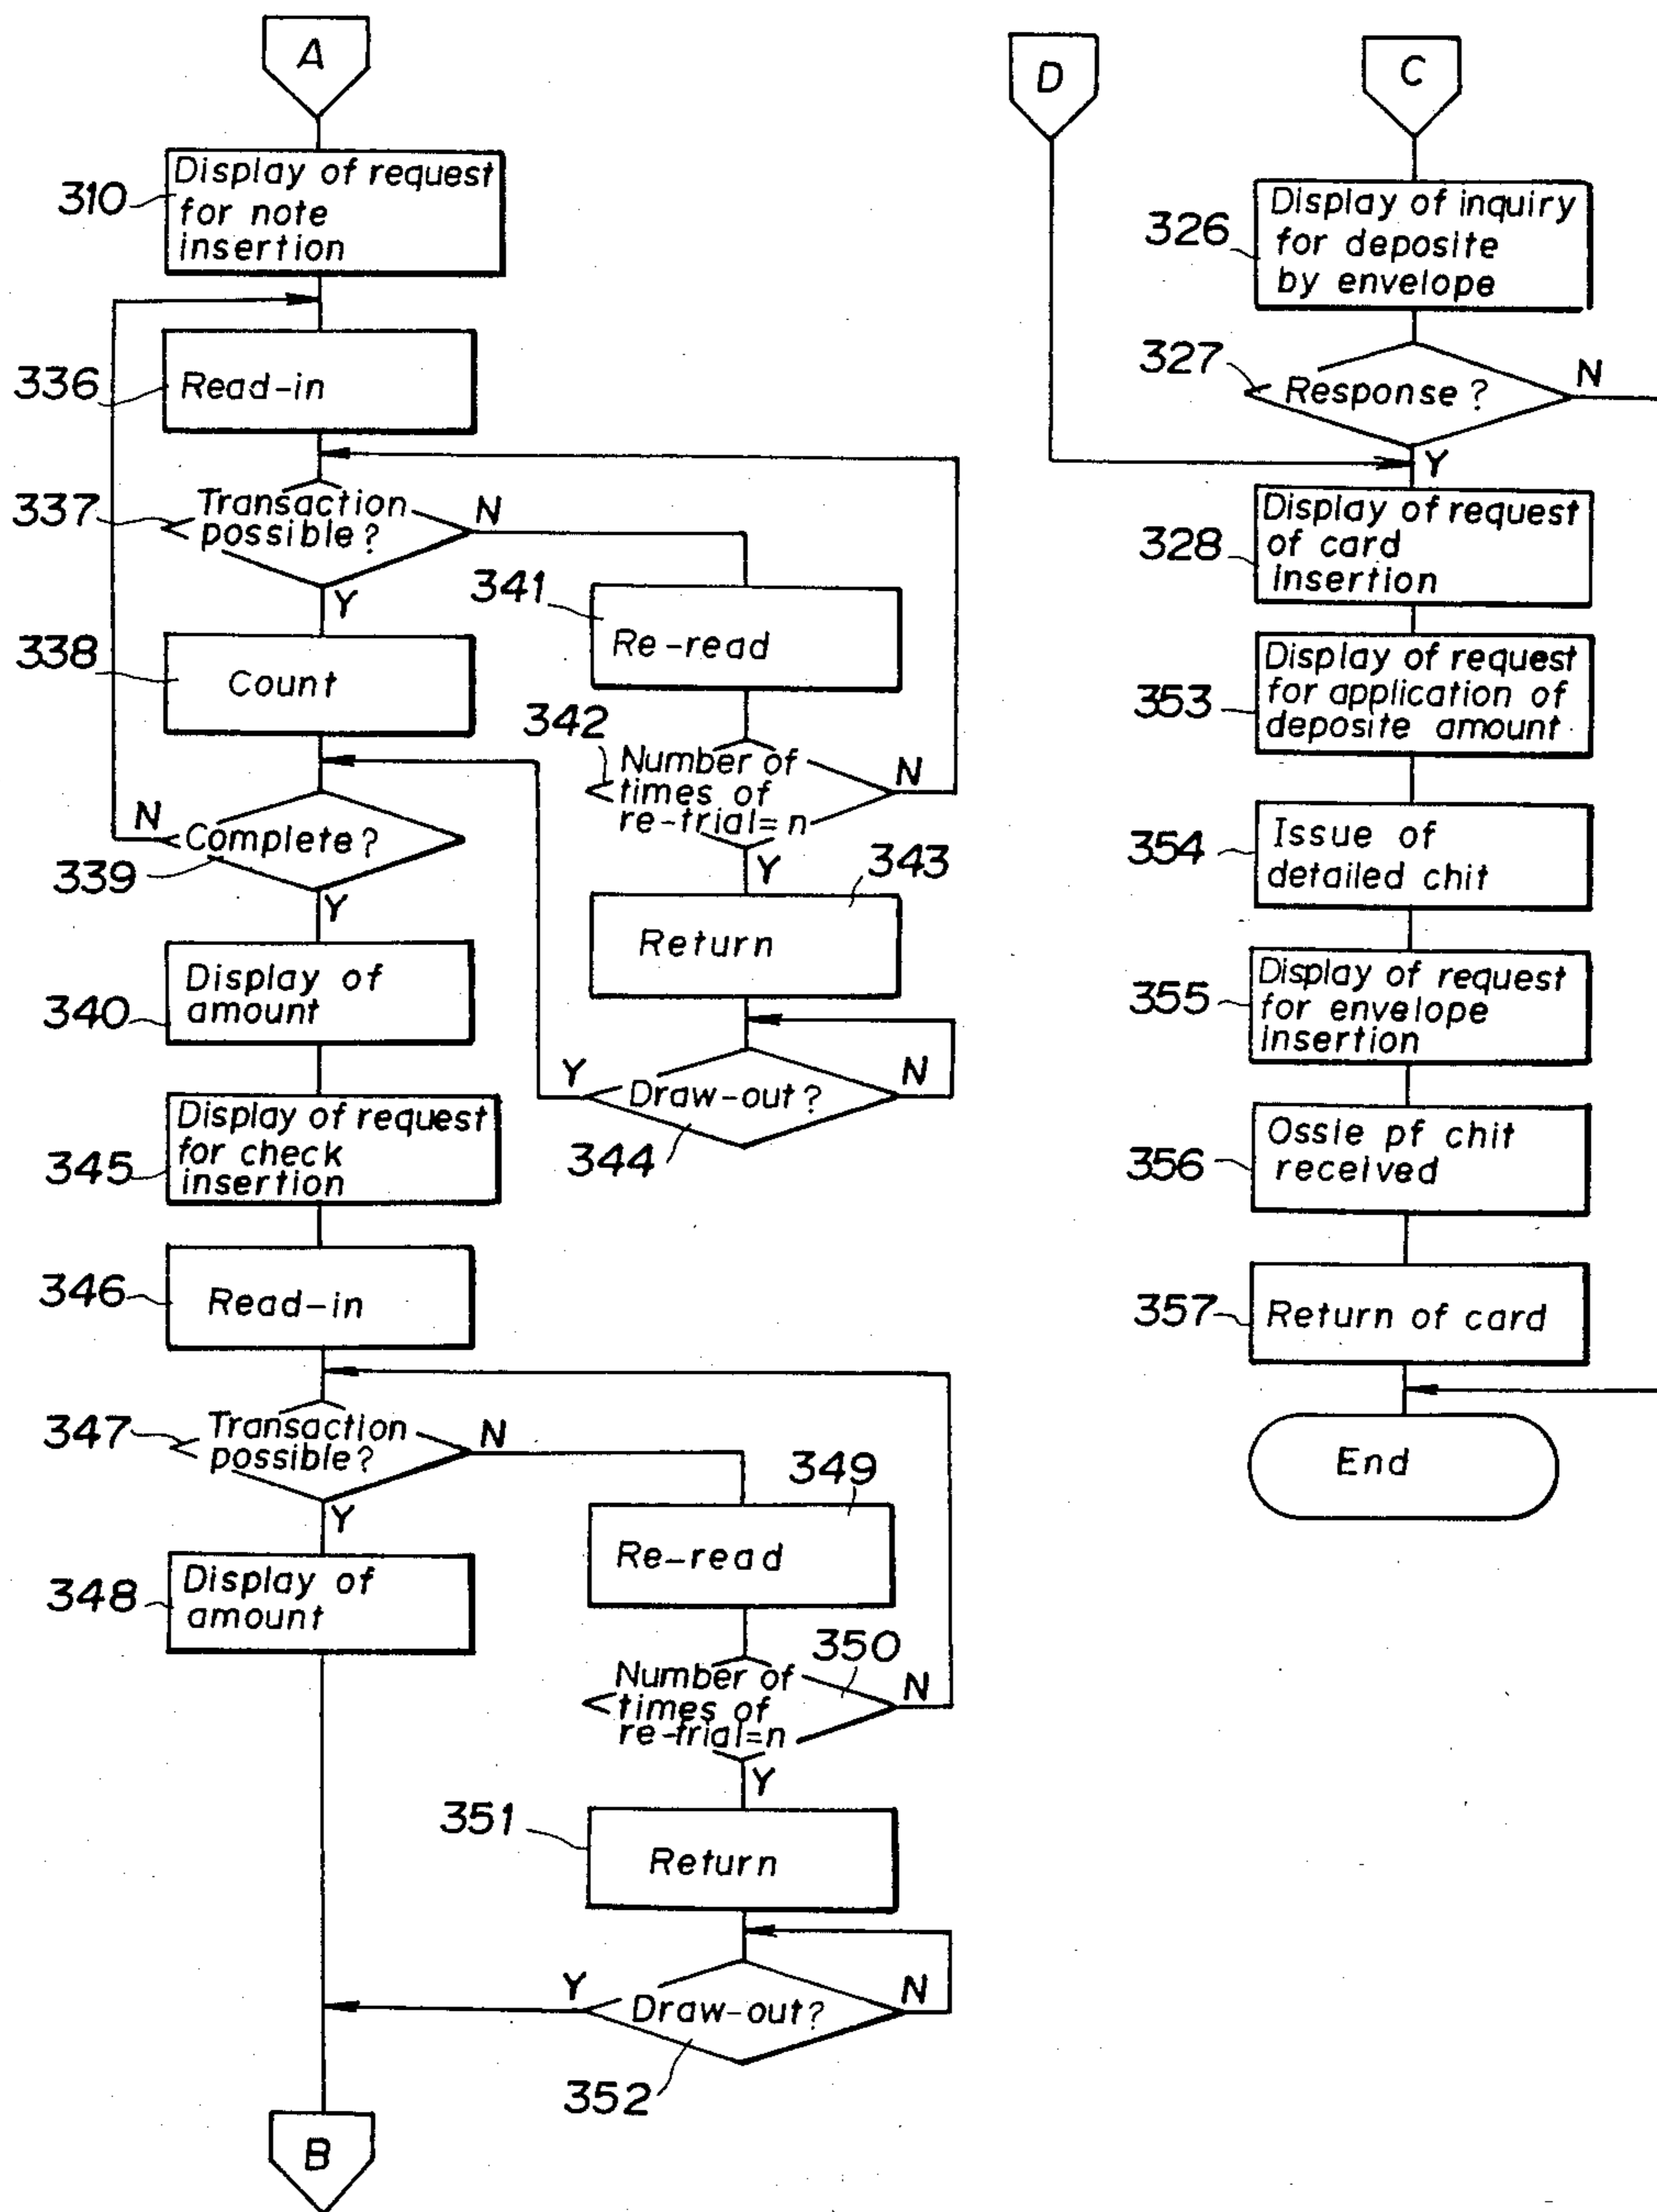 A
310
Display of request
for note
insertion
336
Read-in
337
Transaction
possible?
N
Y
338
Count
341
Re-read
342
Number of
times of
re-trial=n
N
Y
N
Complete?
339
Y
343
Return
340
Display of
amount
Y
Draw-out?
N
344
345
Display of request
for check
insertion
346
Read-in
347
Transaction
possible?
N
Y
349
Re-read
348
Display of
amount
350
Number of
times of
re-trial=n
N
Y
351
Return
Y
Draw-out?
N
352
B
D
C
326
Display of inquiry
for deposite
by envelope
327
Response?
N
Y
328
Display of request
of card
insertion
353
Display of request
for application of
deposite amount
354
Issue of
detailed chit
355
Display of request
for envelope
insertion
356
Ossie pf chit
received
357
Return of card
End